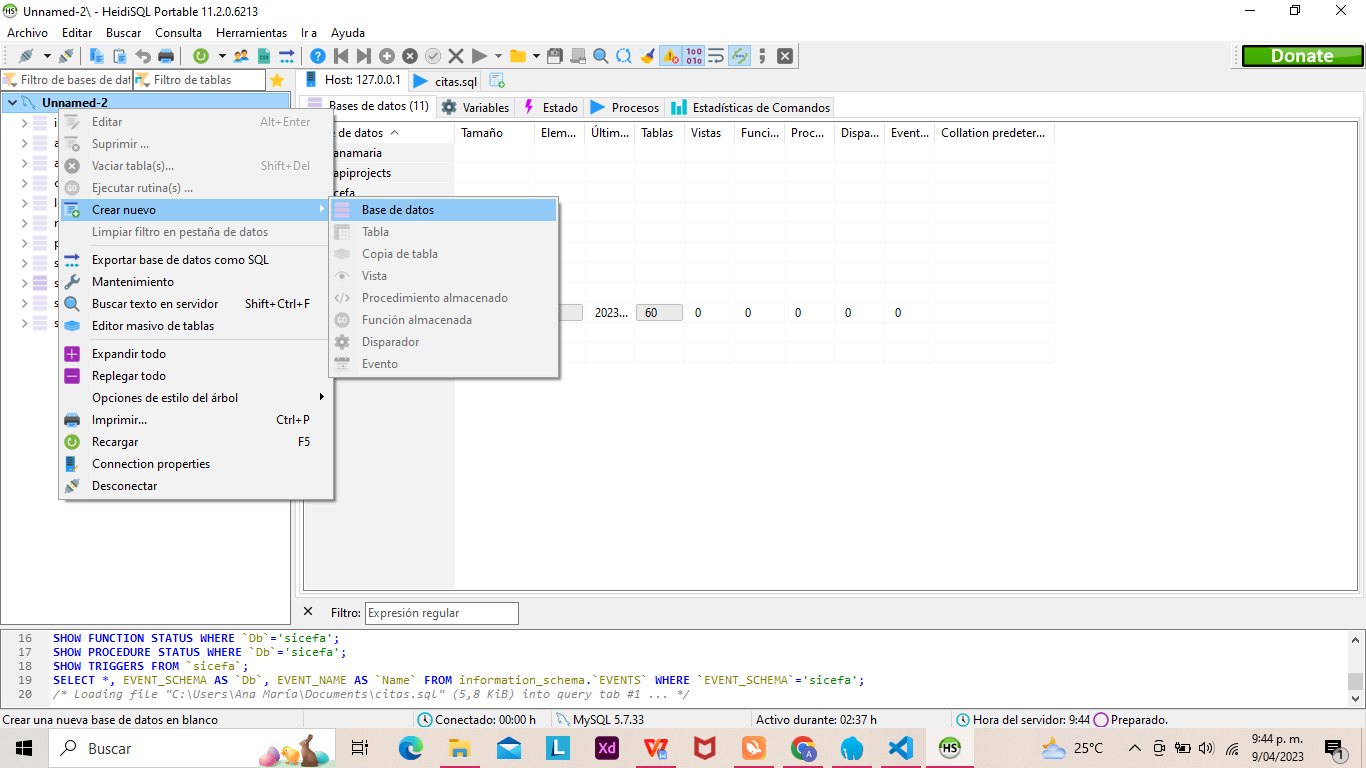 Unnamed-2\ - HeidiSQL Portable 11.2.0.6213
Archivo Editar Buscar Consulta Herramientas Ir a Ayuda
Donate
Filtro de bases de dat Filtro de tablas Host: 127.0.0.1 citas.sql
Unnamed-2
Bases de datos (11) Variables Estado Procesos Estadísticas de Comandos
de datos Tamaño Elem... Últim... Tablas Vistas Funci... Proc... Dispa... Event... Collation predeter...
anamaria
apiprojects
cefa
2023... 60 0 0 0 0 0
Editar Alt+Enter
Suprimir ...
Vaciar tabla(s)... Shift+Del
Ejecutar rutina(s) ...
Crear nuevo
Limpiar filtro en pestaña de datos
Exportar base de datos como SQL
Mantenimiento
Buscar texto en servidor Shift+Ctrl+F
Editor masivo de tablas
Expandir todo
Replegar todo
Opciones de estilo del árbol
Imprimir... Ctrl+P
Recargar F5
Connection properties
Desconectar
Base de datos
Tabla
Copia de tabla
Vista
Procedimiento almacenado
Función almacenada
Disparador
Evento
Filtro: Expresión regular
16 SHOW FUNCTION STATUS WHERE `Db`='sicefa';
17 SHOW PROCEDURE STATUS WHERE `Db`='sicefa';
18 SHOW TRIGGERS FROM `sicefa`;
19 SELECT *, EVENT_SCHEMA AS `Db`, EVENT_NAME AS `Name` FROM information_schema.`EVENTS` WHERE `EVENT_SCHEMA`='sicefa';
20 /* Loading file "C:\Users\Ana María\Documents\citas.sql" (5,8 KiB) into query tab #1 ... */
Crear una nueva base de datos en blanco Conectado: 00:00 h MySQL 5.7.33 Activo durante: 02:37 h Hora del servidor: 9:44 Preparado.
Buscar
25°C
9:44 p. m.
9/04/2023
1